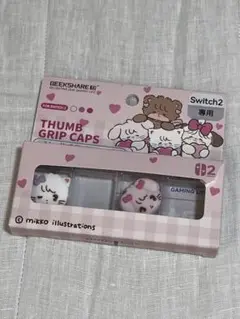 GEEKSHARE
Switch2
専用
THUMB
GRIP CAPS
2
GAMING
© mikko illustrations